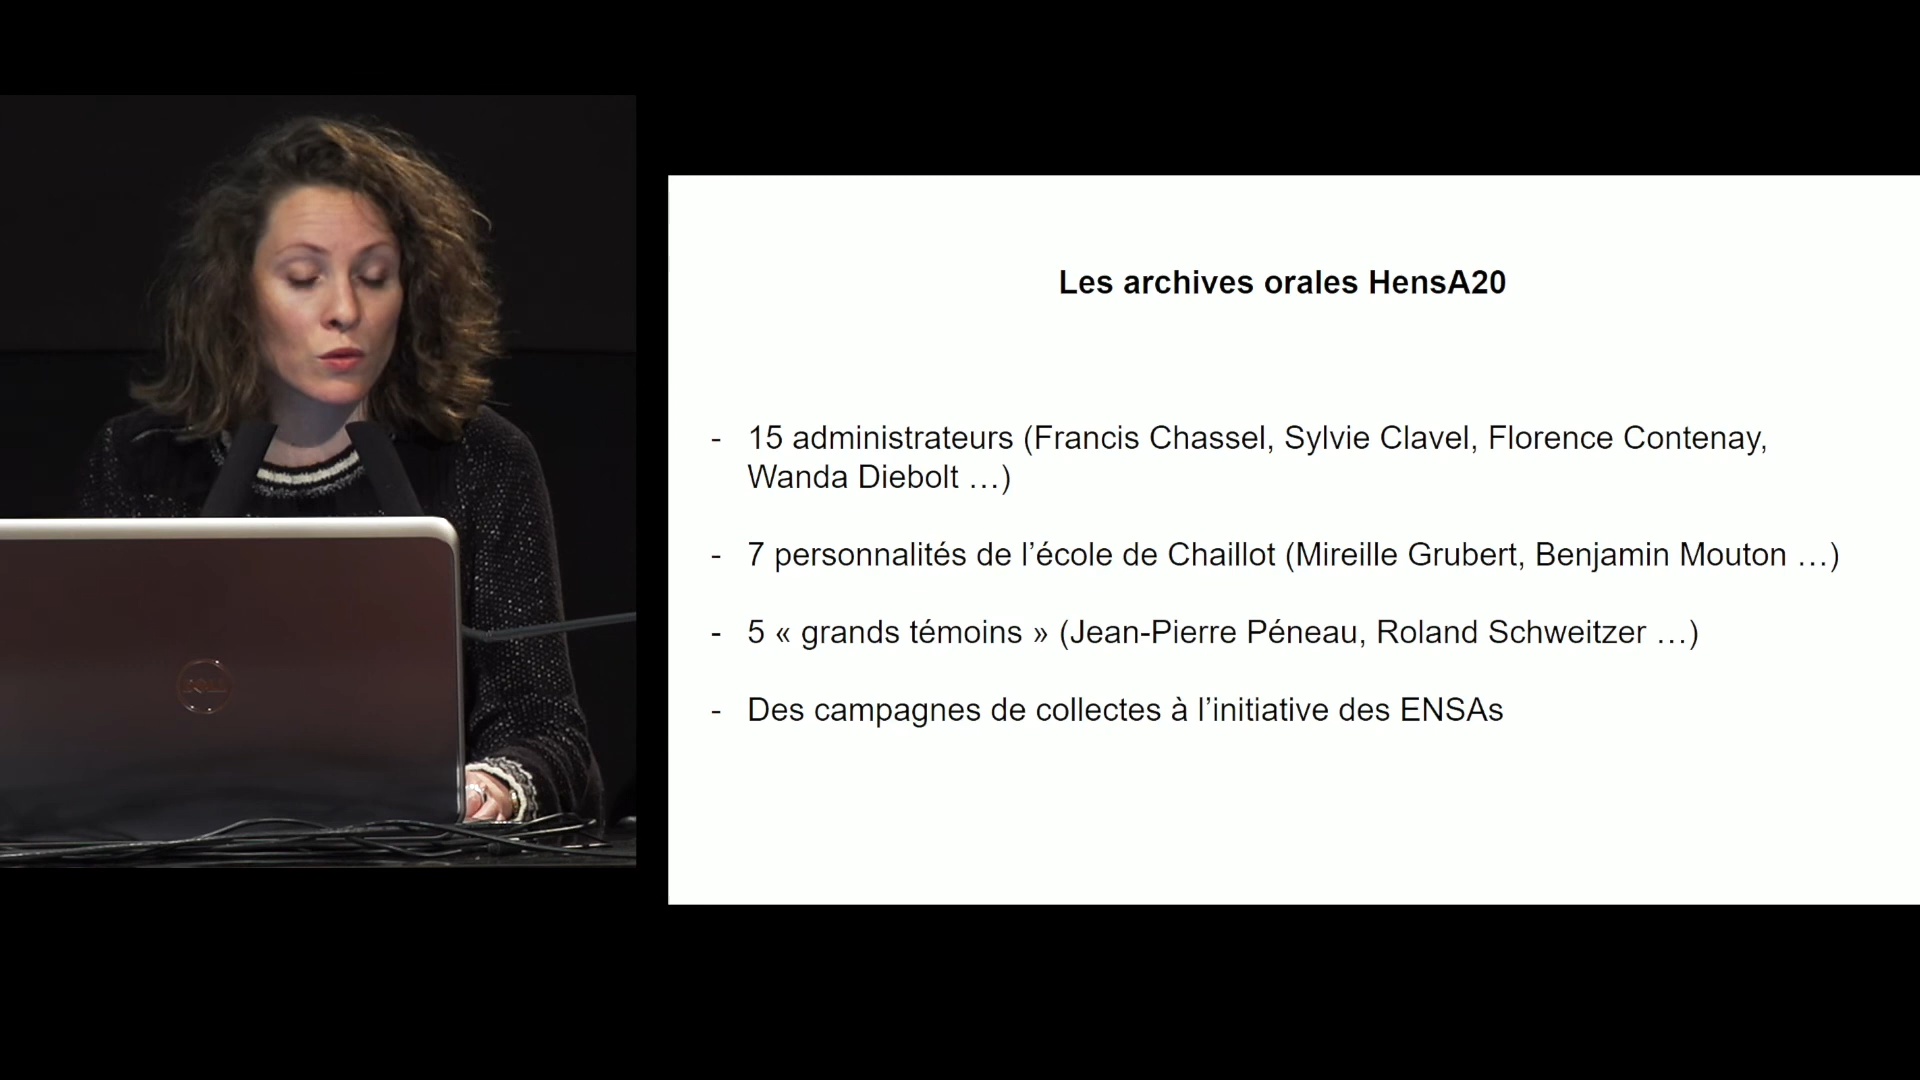 Les archives orales HensA20
- 15 administrateurs (Francis Chassel, Sylvie Clavel, Florence Contenay,
Wanda Diebolt …)
- 7 personnalités de l’école de Chaillot (Mireille Grubert, Benjamin Mouton …)
- 5 « grands témoins » (Jean-Pierre Péneau, Roland Schweitzer …)
- Des campagnes de collectes à l’initiative des ENSAs
DELL